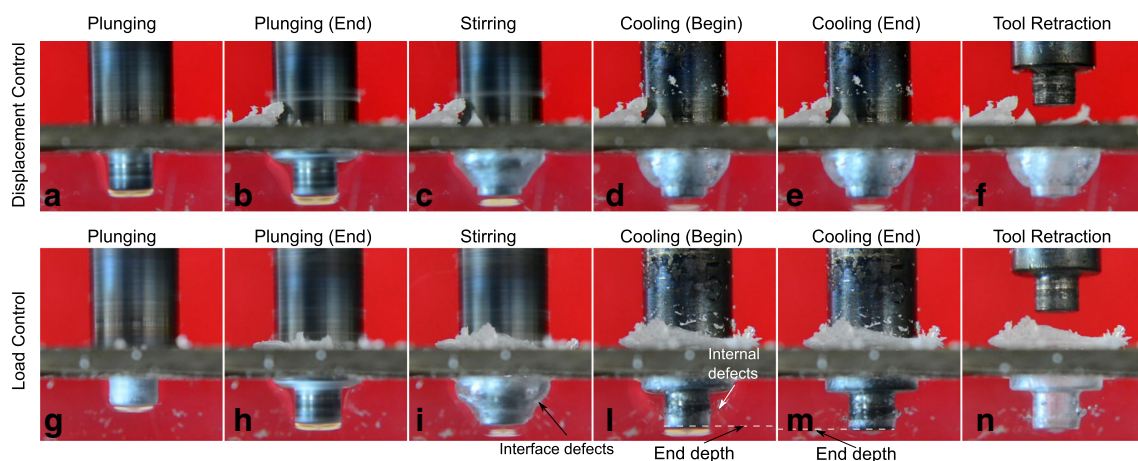 Plunging
Plunging (End)
Stirring
Cooling (Begin)
Cooling (End)
Tool Retraction
Displacement Control
a
b
c
d
e
f
Plunging
Plunging (End)
Stirring
Cooling (Begin)
Cooling (End)
Tool Retraction
Load Control
Internal
defects
g
h
i
l
m
n
Interface defects
End depth
End depth